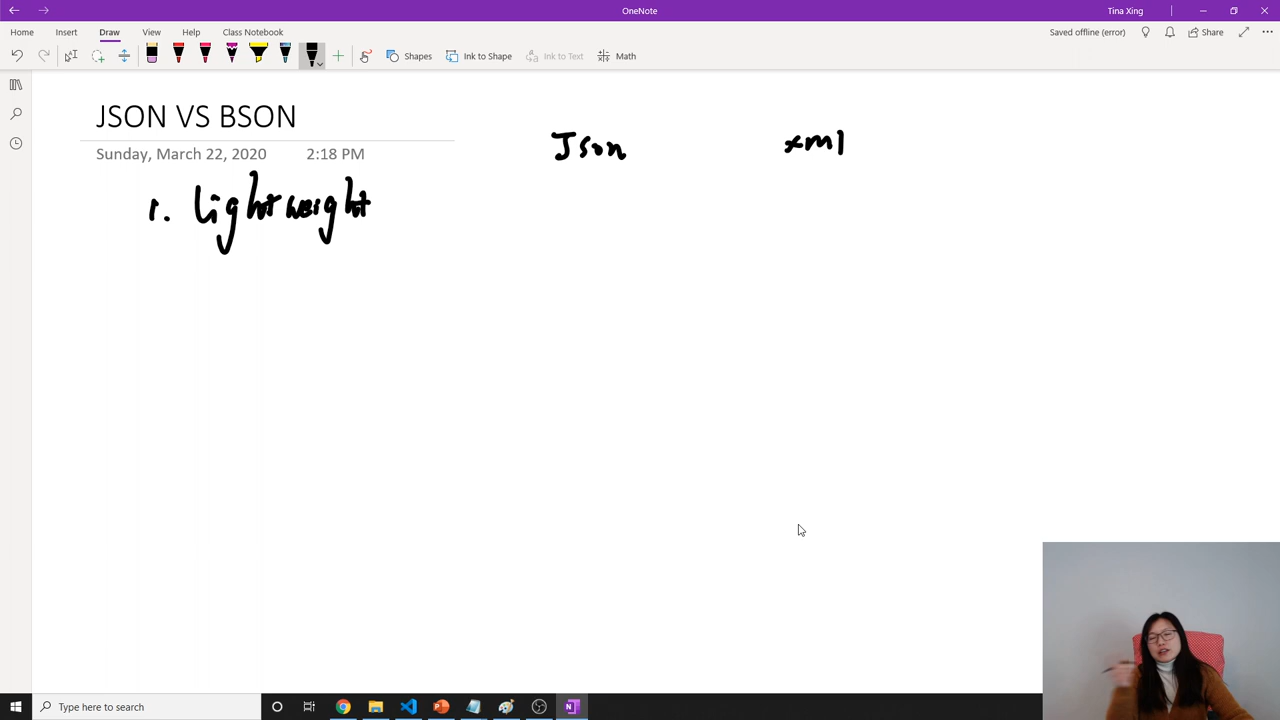 OneNote
Tina Xing
Home Insert Draw View Help Class Notebook
Saved offline (error) Share
Shapes Ink to Shape Ink to Text Math
JSON VS BSON
Sunday, March 22, 2020 2:18 PM
Json xml
1. lightweight
Type here to search